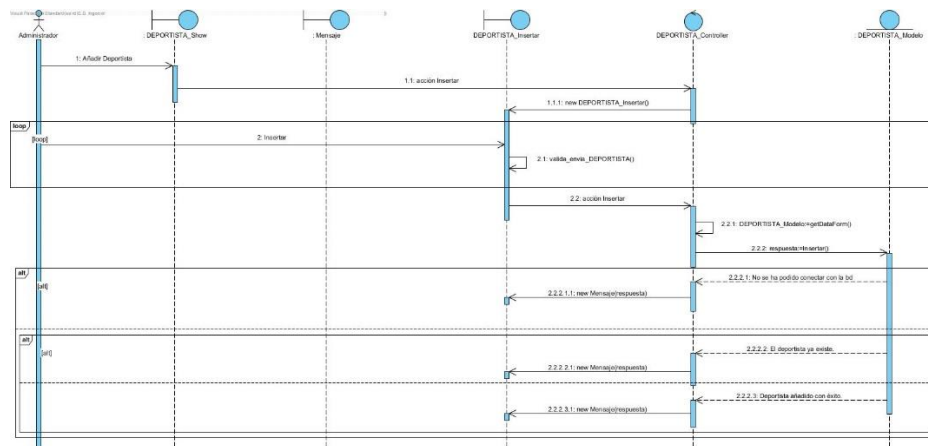 Administrador
: DEPORTISTA_Show
: Mensaje
DEPORTISTA_Insertar
DEPORTISTA_Controller
: DEPORTISTA_Modelo
1: Añadir Deportista
1.1: acción Insertar
1.1.1: new DEPORTISTA_Insertar()
loop
[loop]
2: Insertar
2.1: valida_envia_DEPORTISTA()
2.2: acción Insertar
2.2.1: DEPORTISTA_Modelo:=getDataForm()
2.2.2: respuesta:=Insertar()
alt
[alt]
2.2.2.1: No se ha podido conectar con la bd
2.2.2.1.1: new Mensaje(respuesta)
alt
[alt]
2.2.2.2: El deportista ya existe.
2.2.2.2.1: new Mensaje(respuesta)
2.2.2.3: Deportista añadido con éxito
2.2.2.3.1: new Mensaje(respuesta)